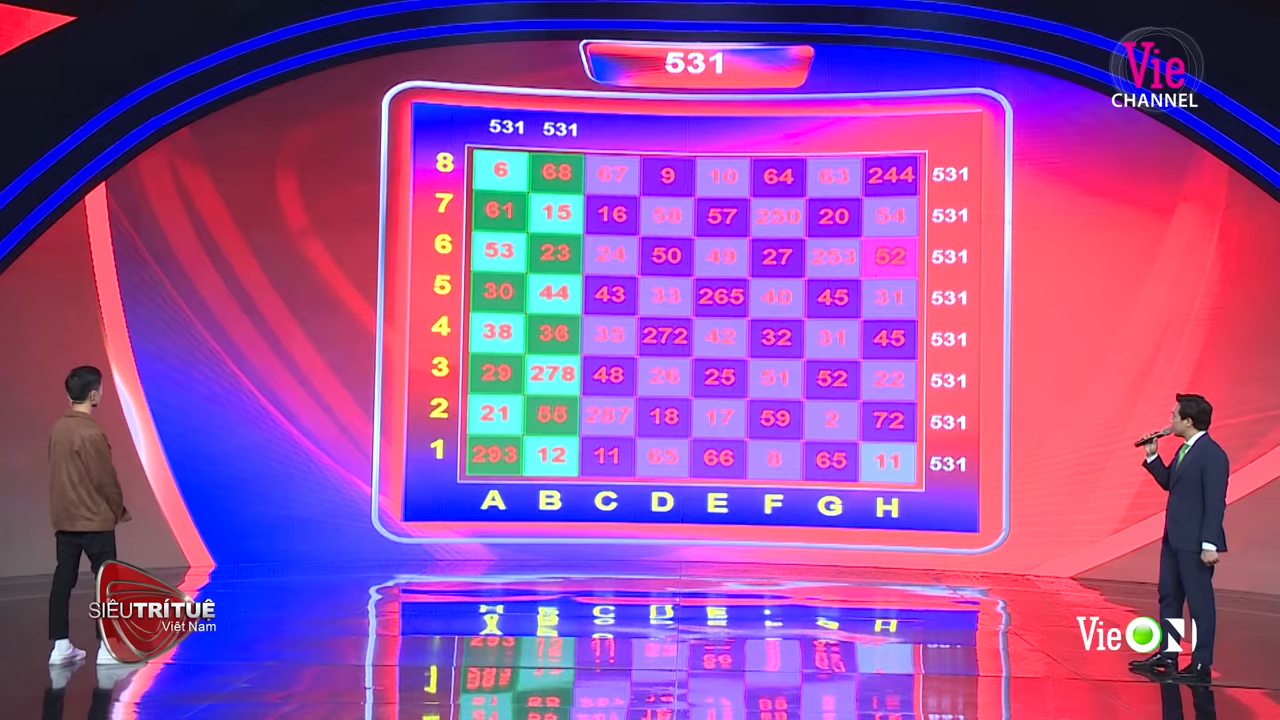 531
Vie
CHANNEL
531 531
8 6 68 67 9 10 64 63 244 531
7 61 15 16 58 57 250 20 54 531
6 53 23 24 50 49 27 253 52 531
5 30 44 43 33 265 40 45 31 531
4 38 36 35 272 42 32 31 45 531
3 29 278 48 26 25 51 52 22 531
2 21 55 287 18 17 59 2 72 531
1 293 12 11 65 66 8 65 11 531
A B C D E F G H
SIÊU TRÍ TUỆ
Việt Nam
VieON